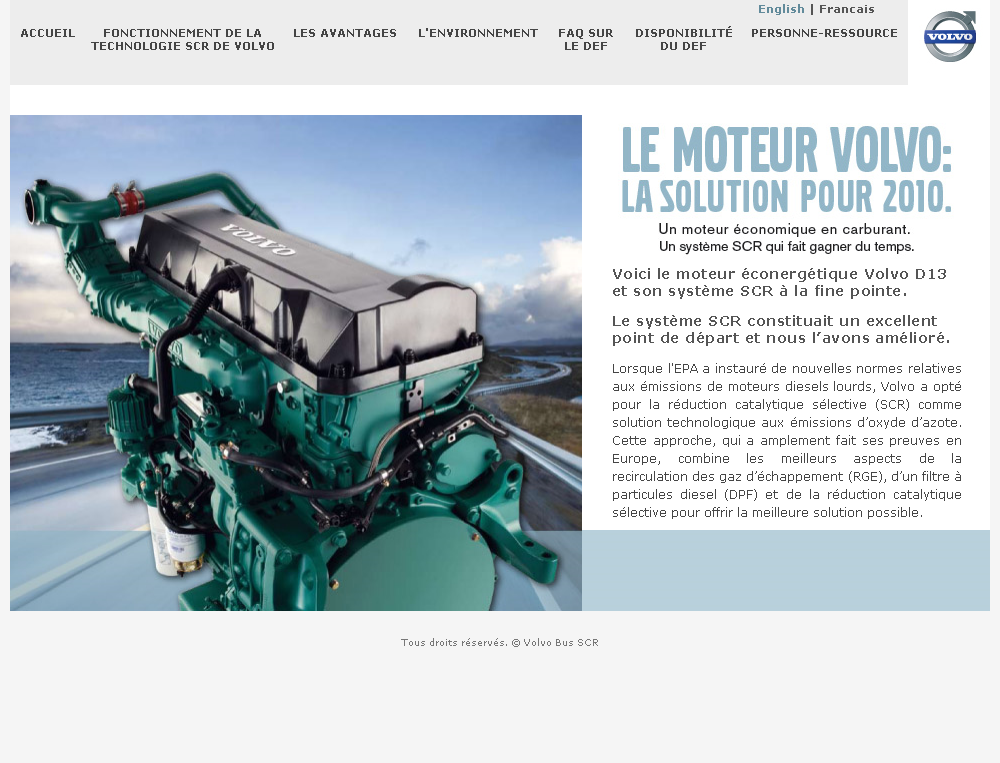 English | Francais
ACCUEIL
FONCTIONNEMENT DE LA
TECHNOLOGIE SCR DE VOLVO
LES AVANTAGES
L'ENVIRONNEMENT
FAQ SUR
LE DEF
DISPONIBILITÉ
DU DEF
PERSONNE-RESSOURCE
VOLVO
VOLVO
LE MOTEUR VOLVO:
LA SOLUTION POUR 2010.
Un moteur économique en carburant.
Un système SCR qui fait gagner du temps.
Voici le moteur éconergétique Volvo D13
et son système SCR à la fine pointe.
Le système SCR constituait un excellent
point de départ et nous l’avons amélioré.
Lorsque l'EPA a instauré de nouvelles normes relatives
aux émissions de moteurs diesels lourds, Volvo a opté
pour la réduction catalytique sélective (SCR) comme
solution technologique aux émissions d’oxyde d’azote.
Cette approche, qui a amplement fait ses preuves en
Europe, combine les meilleurs aspects de la
recirculation des gaz d’échappement (RGE), d’un filtre à
particules diesel (DPF) et de la réduction catalytique
sélective pour offrir la meilleure solution possible.
Tous droits réservés. © Volvo Bus SCR